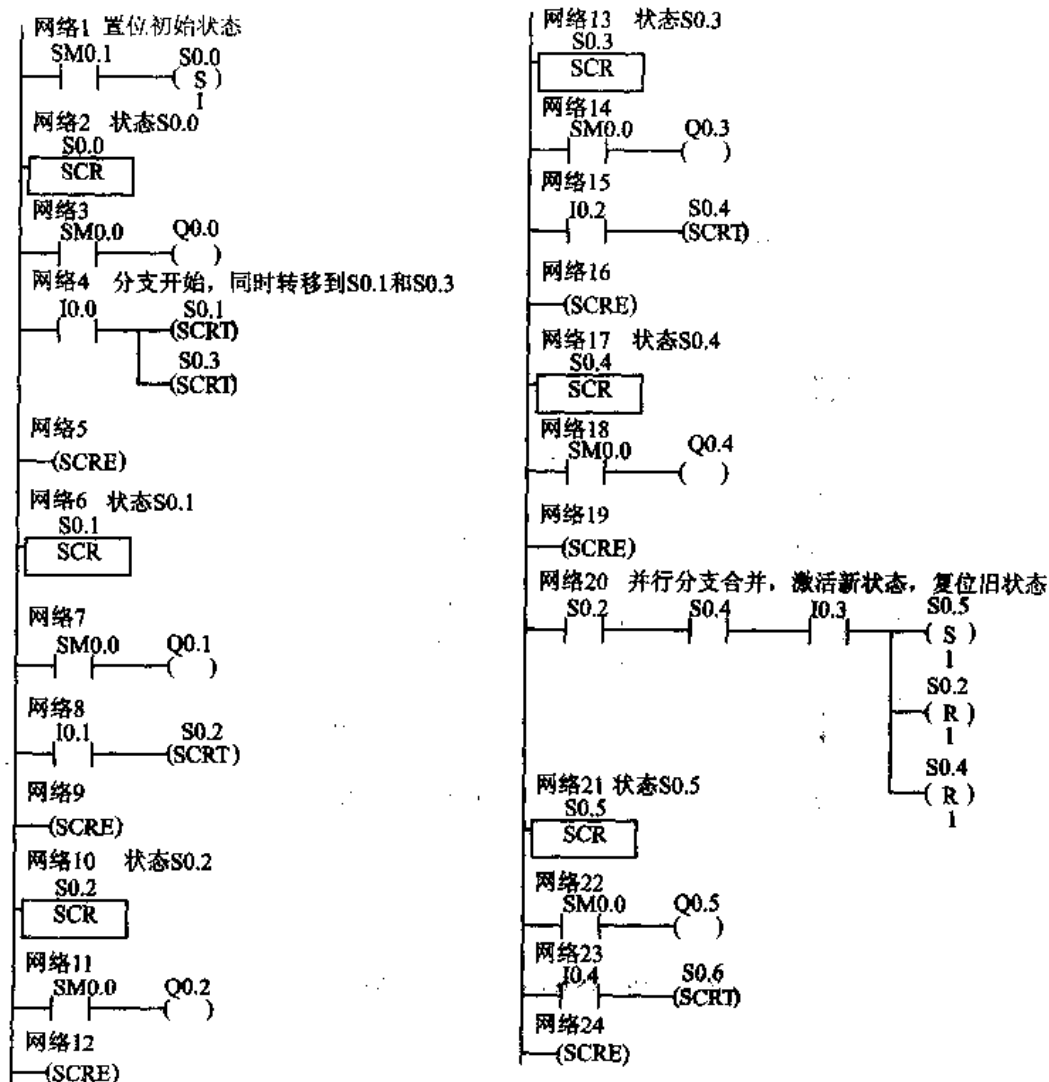 网络1 置位初始状态
SM0.1 S0.0
( S )
1
网络2 状态S0.0
S0.0
SCR
网络3
SM0.0 Q0.0
( )
网络4 分支开始，同时转移到S0.1和S0.3
I0.0 S0.1
(SCRT)
S0.3
(SCRT)
网络5
(SCRE)
网络6 状态S0.1
S0.1
SCR
网络7
SM0.0 Q0.1
( )
网络8
I0.1 S0.2
(SCRT)
网络9
(SCRE)
网络10 状态S0.2
S0.2
SCR
网络11
SM0.0 Q0.2
( )
网络12
(SCRE)
网络13 状态S0.3
S0.3
SCR
网络14
SM0.0 Q0.3
( )
网络15
I0.2 S0.4
(SCRT)
网络16
(SCRE)
网络17 状态S0.4
S0.4
SCR
网络18
SM0.0 Q0.4
( )
网络19
(SCRE)
网络20 并行分支合并，激活新状态，复位旧状态
S0.2 S0.4 I0.3 S0.5
( S )
1
S0.2
( R )
1
S0.4
( R )
1
网络21 状态S0.5
S0.5
SCR
网络22
SM0.0 Q0.5
( )
网络23
I0.4 S0.6
(SCRT)
网络24
(SCRE)